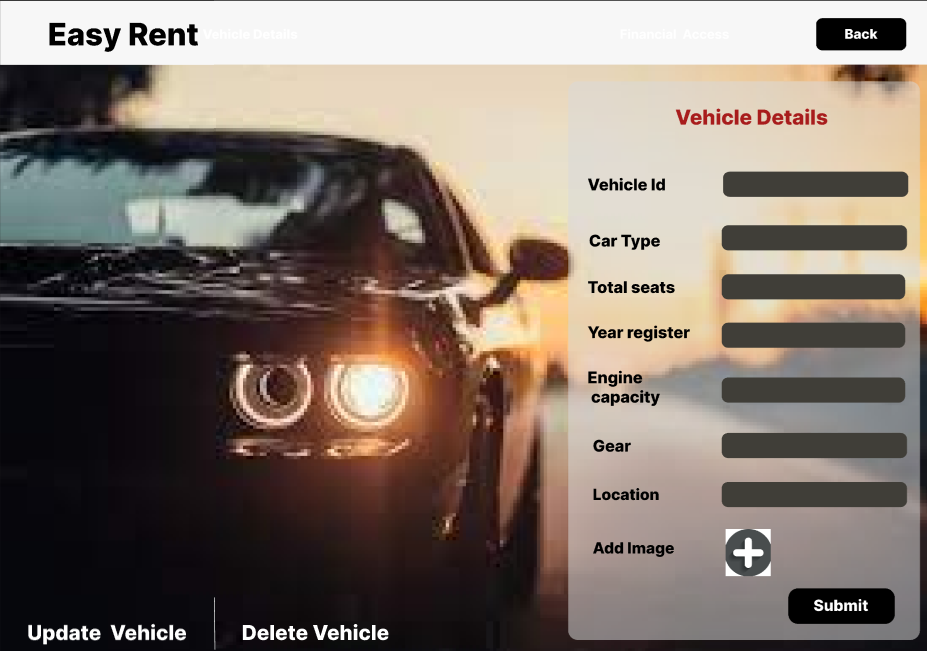 Easy Rent
Vehicle Details
Financial Access
Back
Vehicle Details
Vehicle Id
Car Type
Total seats
Year register
Engine
capacity
Gear
Location
Add Image
Submit
Update Vehicle
Delete Vehicle